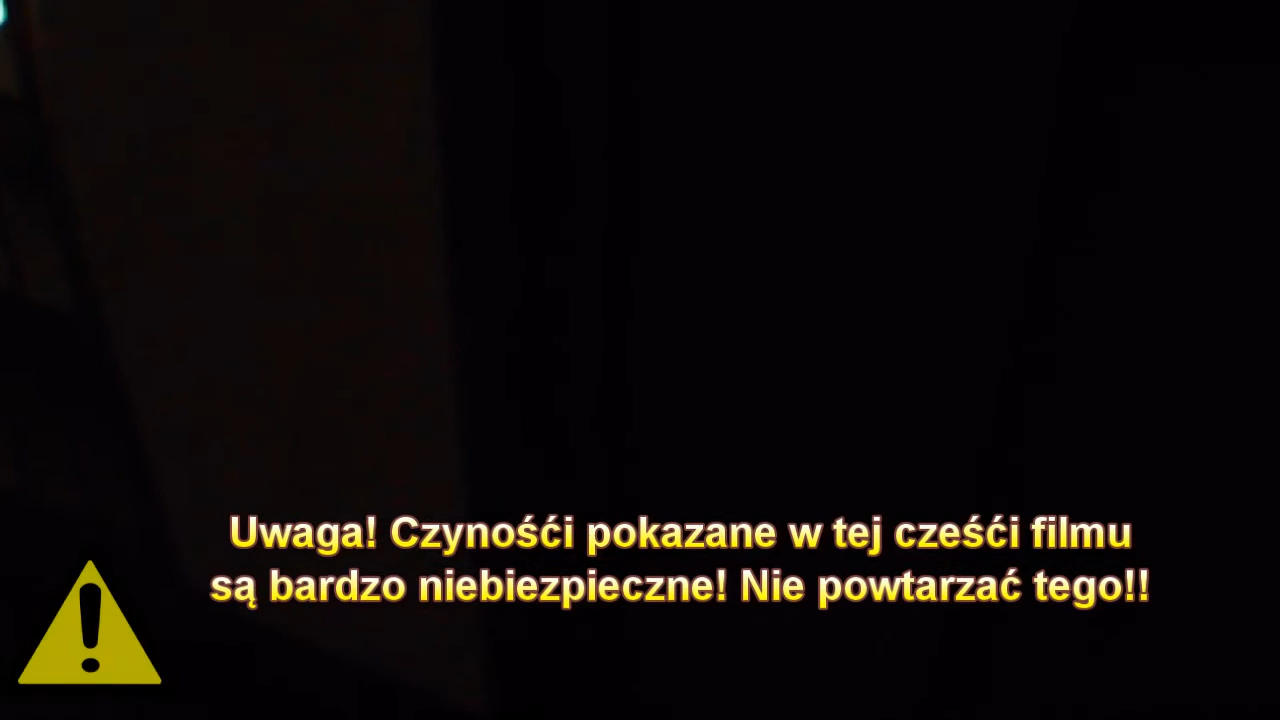 Uwaga! Czynośći pokazane w tej cześći filmu
są bardzo niebiezpieczne! Nie powtarzać tego!!